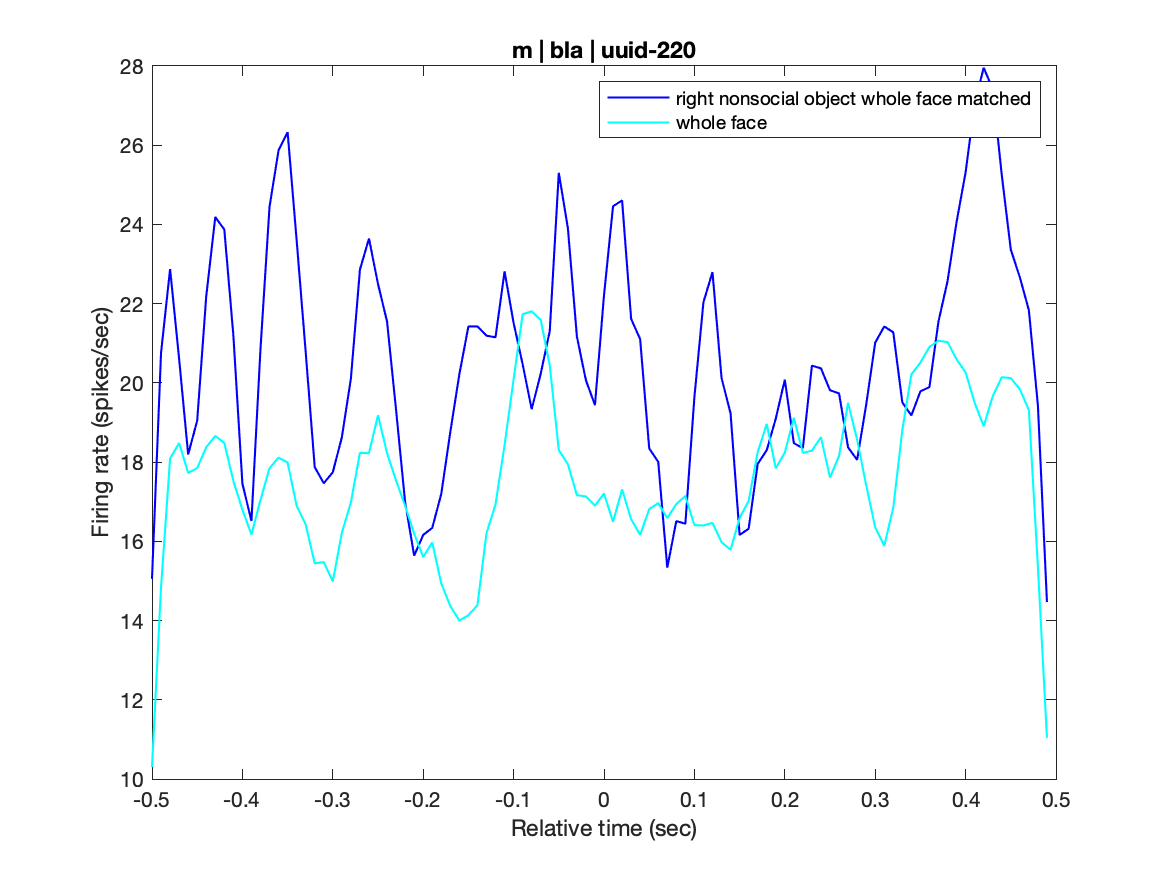 m | bla | uuid-220
28
right nonsocial object whole face matched
whole face
26
24
22
20
18
16
14
12
10
Firing rate (spikes/sec)
-0.5 -0.4 -0.3 -0.2 -0.1 0 0.1 0.2 0.3 0.4 0.5
Relative time (sec)